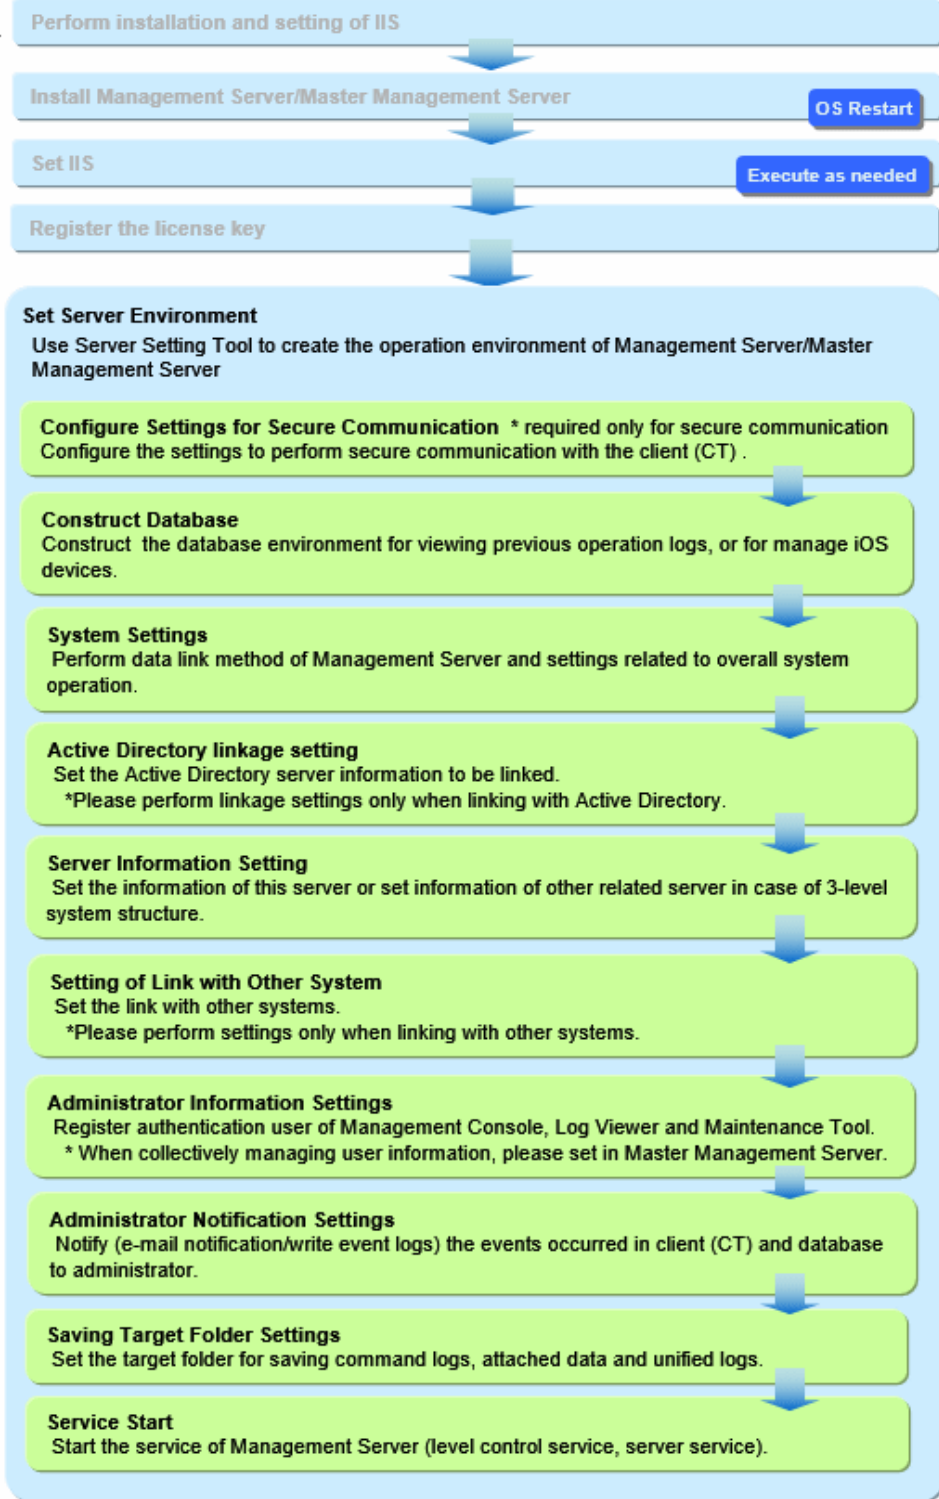 Perform installation and setting of IIS
Install Management Server/Master Management Server
OS Restart
Set IIS
Execute as needed
Register the license key
Set Server Environment
Use Server Setting Tool to create the operation environment of Management Server/Master
Management Server
Configure Settings for Secure Communication * required only for secure communication
Configure the settings to perform secure communication with the client (CT) .
Construct Database
Construct the database environment for viewing previous operation logs, or for manage iOS
devices.
System Settings
Perform data link method of Management Server and settings related to overall system
operation.
Active Directory linkage setting
Set the Active Directory server information to be linked.
*Please perform linkage settings only when linking with Active Directory.
Server Information Setting
Set the information of this server or set information of other related server in case of 3-level
system structure.
Setting of Link with Other System
Set the link with other systems.
*Please perform settings only when linking with other systems.
Administrator Information Settings
Register authentication user of Management Console, Log Viewer and Maintenance Tool.
* When collectively managing user information, please set in Master Management Server.
Administrator Notification Settings
Notify (e-mail notification/write event logs) the events occurred in client (CT) and database
to administrator.
Saving Target Folder Settings
Set the target folder for saving command logs, attached data and unified logs.
Service Start
Start the service of Management Server (level control service, server service).